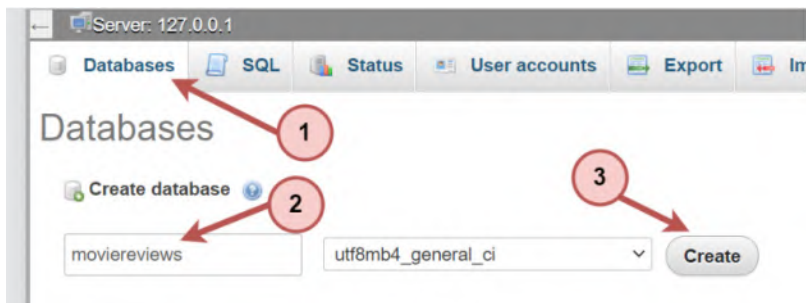 Server: 127.0.0.1
Databases SQL Status User accounts Export
1
Databases
3
Create database
2
moviereviews utf8mb4_general_ci Create